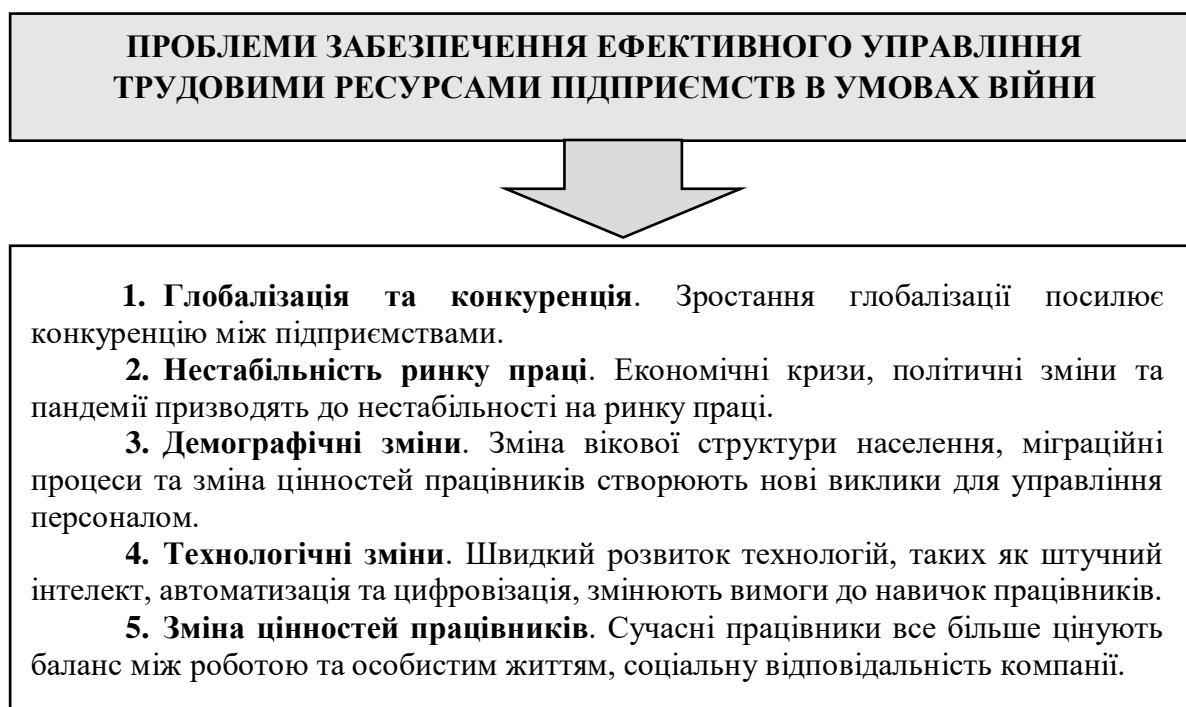 ПРОБЛЕМИ ЗАБЕЗПЕЧЕННЯ ЕФЕКТИВНОГО УПРАВЛІННЯ
ТРУДОВИМИ РЕСУРСАМИ ПІДПРИЄМСТВ В УМОВАХ ВІЙНИ
1. Глобалізація та конкуренція. Зростання глобалізації посилює
конкуренцію між підприємствами.
2. Нестабільність ринку праці. Економічні кризи, політичні зміни та
пандемії призводять до нестабільності на ринку праці.
3. Демографічні зміни. Зміна вікової структури населення, міграційні
процеси та зміна цінностей працівників створюють нові виклики для управління
персоналом.
4. Технологічні зміни. Швидкий розвиток технологій, таких як штучний
інтелект, автоматизація та цифровізація, змінюють вимоги до навичок працівників.
5. Зміна цінностей працівників. Сучасні працівники все більше цінують
баланс між роботою та особистим життям, соціальну відповідальність компанії.